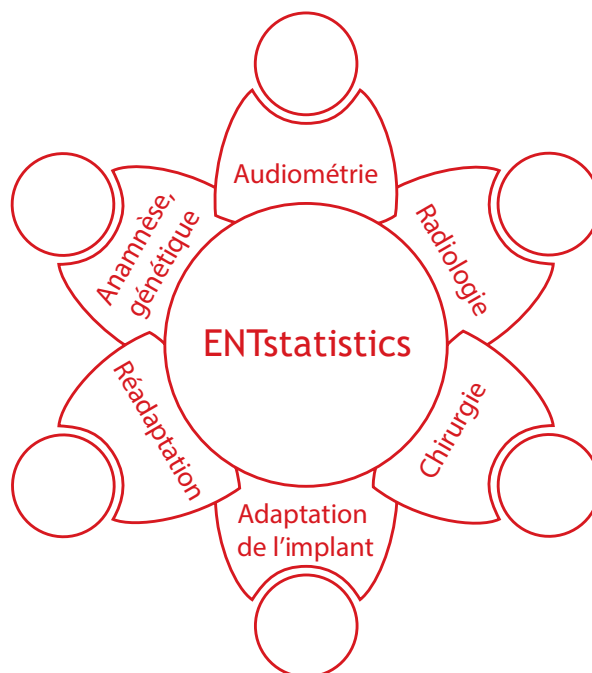 Audiométrie
Radiologie
Chirurgie
Adaptation
de l'implant
Réadaptation
Anamnèse,
génétique
ENTstatistics